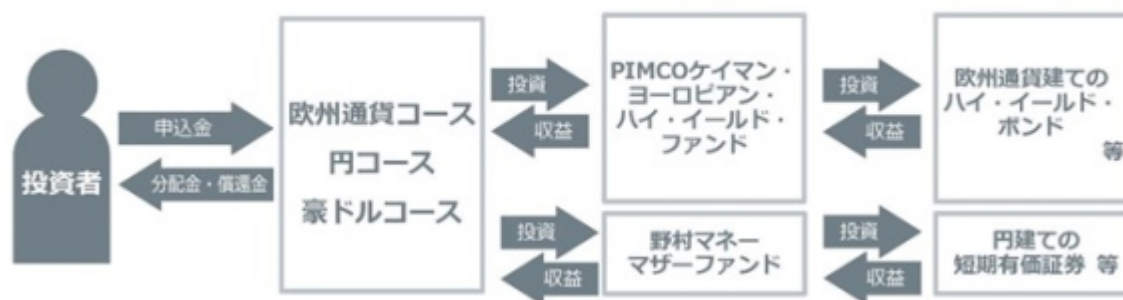 投資者
申込金
分配金・償還金
欧州通貨コース
円コース
豪ドルコース
投資
収益
PIMCOケイマン・
ヨーロピアン・
ハイ・イールド・
ファンド
投資
収益
欧州通貨建ての
ハイ・イールド・
ボンド
等
投資
収益
野村マネー
マザーファンド
投資
収益
円建ての
短期有価証券 等